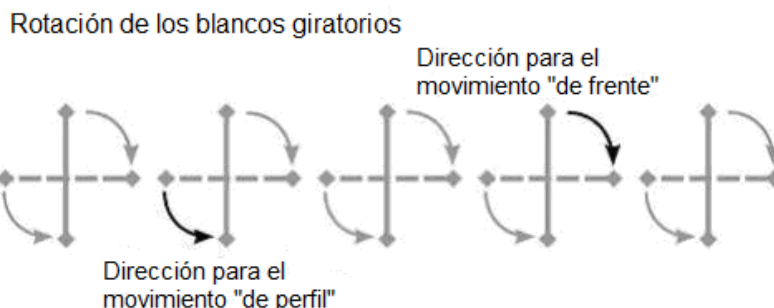 Rotación de los blancos giratorios
Dirección para el
movimiento "de frente"
Dirección para el
movimiento "de perfil"